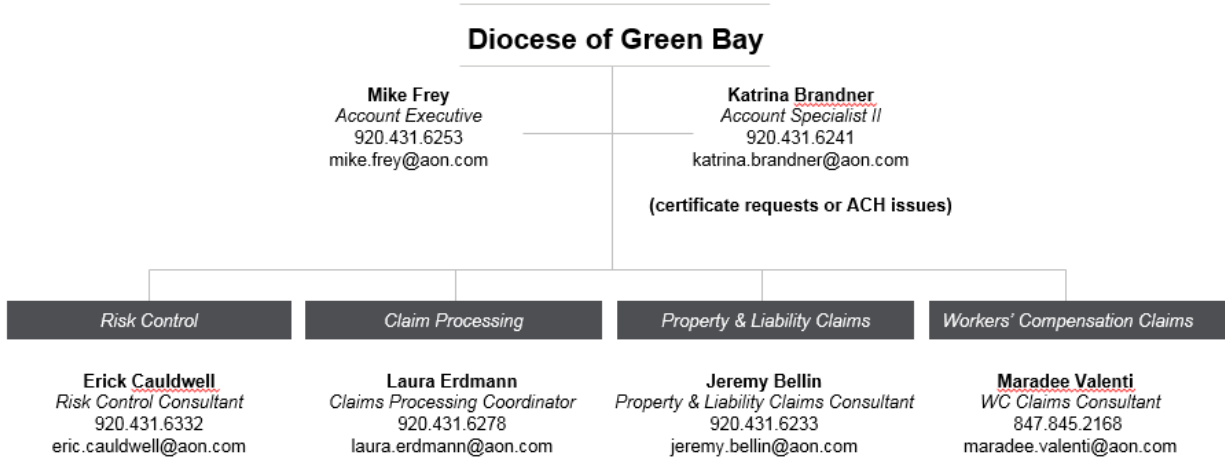 Diocese of Green Bay
Mike Frey
Account Executive
920.431.6253
mike.frey@aon.com
Katrina Brandner
Account Specialist II
920.431.6241
katrina.brandner@aon.com
(certificate requests or ACH issues)
Risk Control
Erick Cauldwell
Risk Control Consultant
920.431.6332
eric.cauldwell@aon.com
Claim Processing
Laura Erdmann
Claims Processing Coordinator
920.431.6278
laura.erdmann@aon.com
Property & Liability Claims
Jeremy Bellin
Property & Liability Claims Consultant
920.431.6233
jeremy.bellin@aon.com
Workers' Compensation Claims
Maradee Valenti
WC Claims Consultant
847.845.2168
maradee.valenti@aon.com